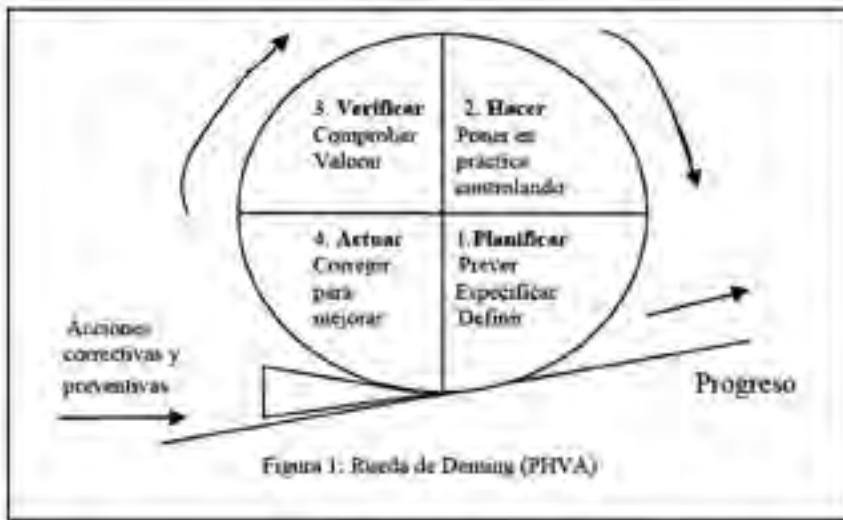 3. Verificar
Comprobar
Valorar
2. Hacer
Poner en
práctica
controlando
4. Actuar
Corregir
para
mejorar
1.Planificar
Prever
Especificar
Definir
Acciones
correctivas y
preventivas
Progreso
Figura 1: Rueda de Deming (PHVA)